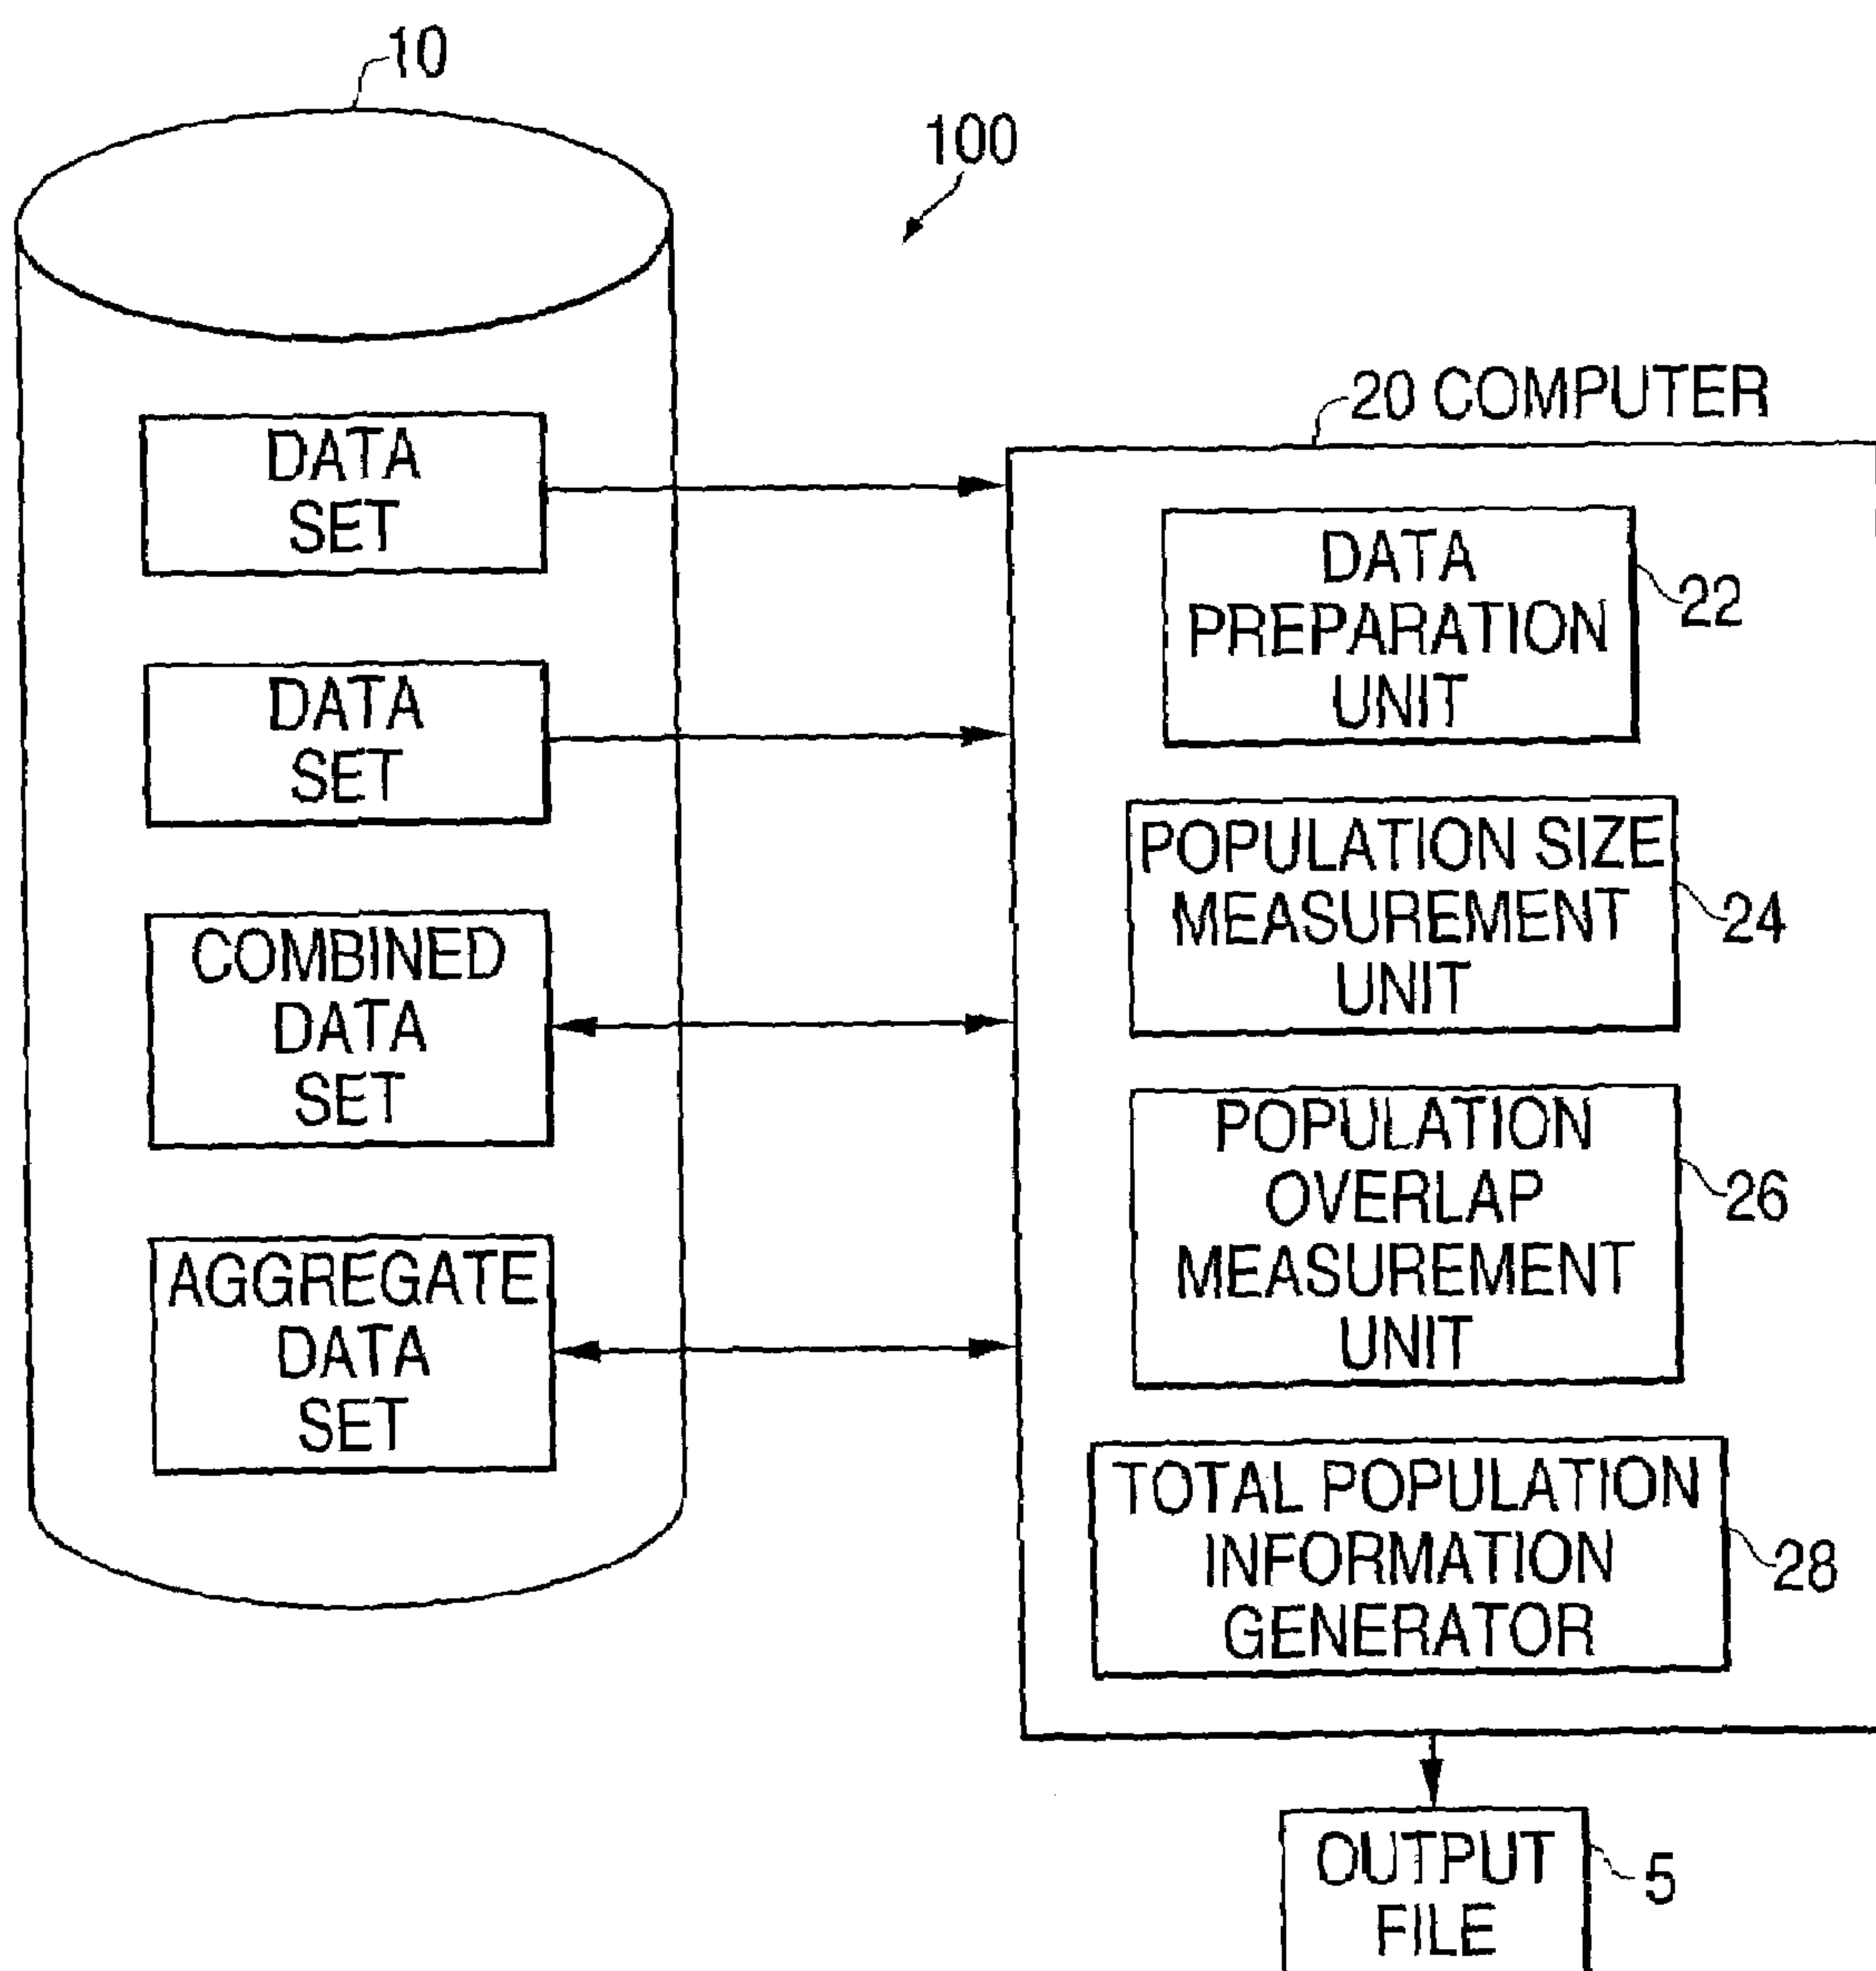 10
100
20 COMPUTER
DATA
SET
DATA
SET
COMBINED
DATA
SET
AGGREGATE
DATA
SET
DATA
PREPARATION
UNIT
22
POPULATION SIZE
MEASUREMENT
UNIT
24
POPULATION
OVERLAP
MEASUREMENT
UNIT
26
TOTAL POPULATION
INFORMATION
GENERATOR
28
OUTPUT
FILE
5